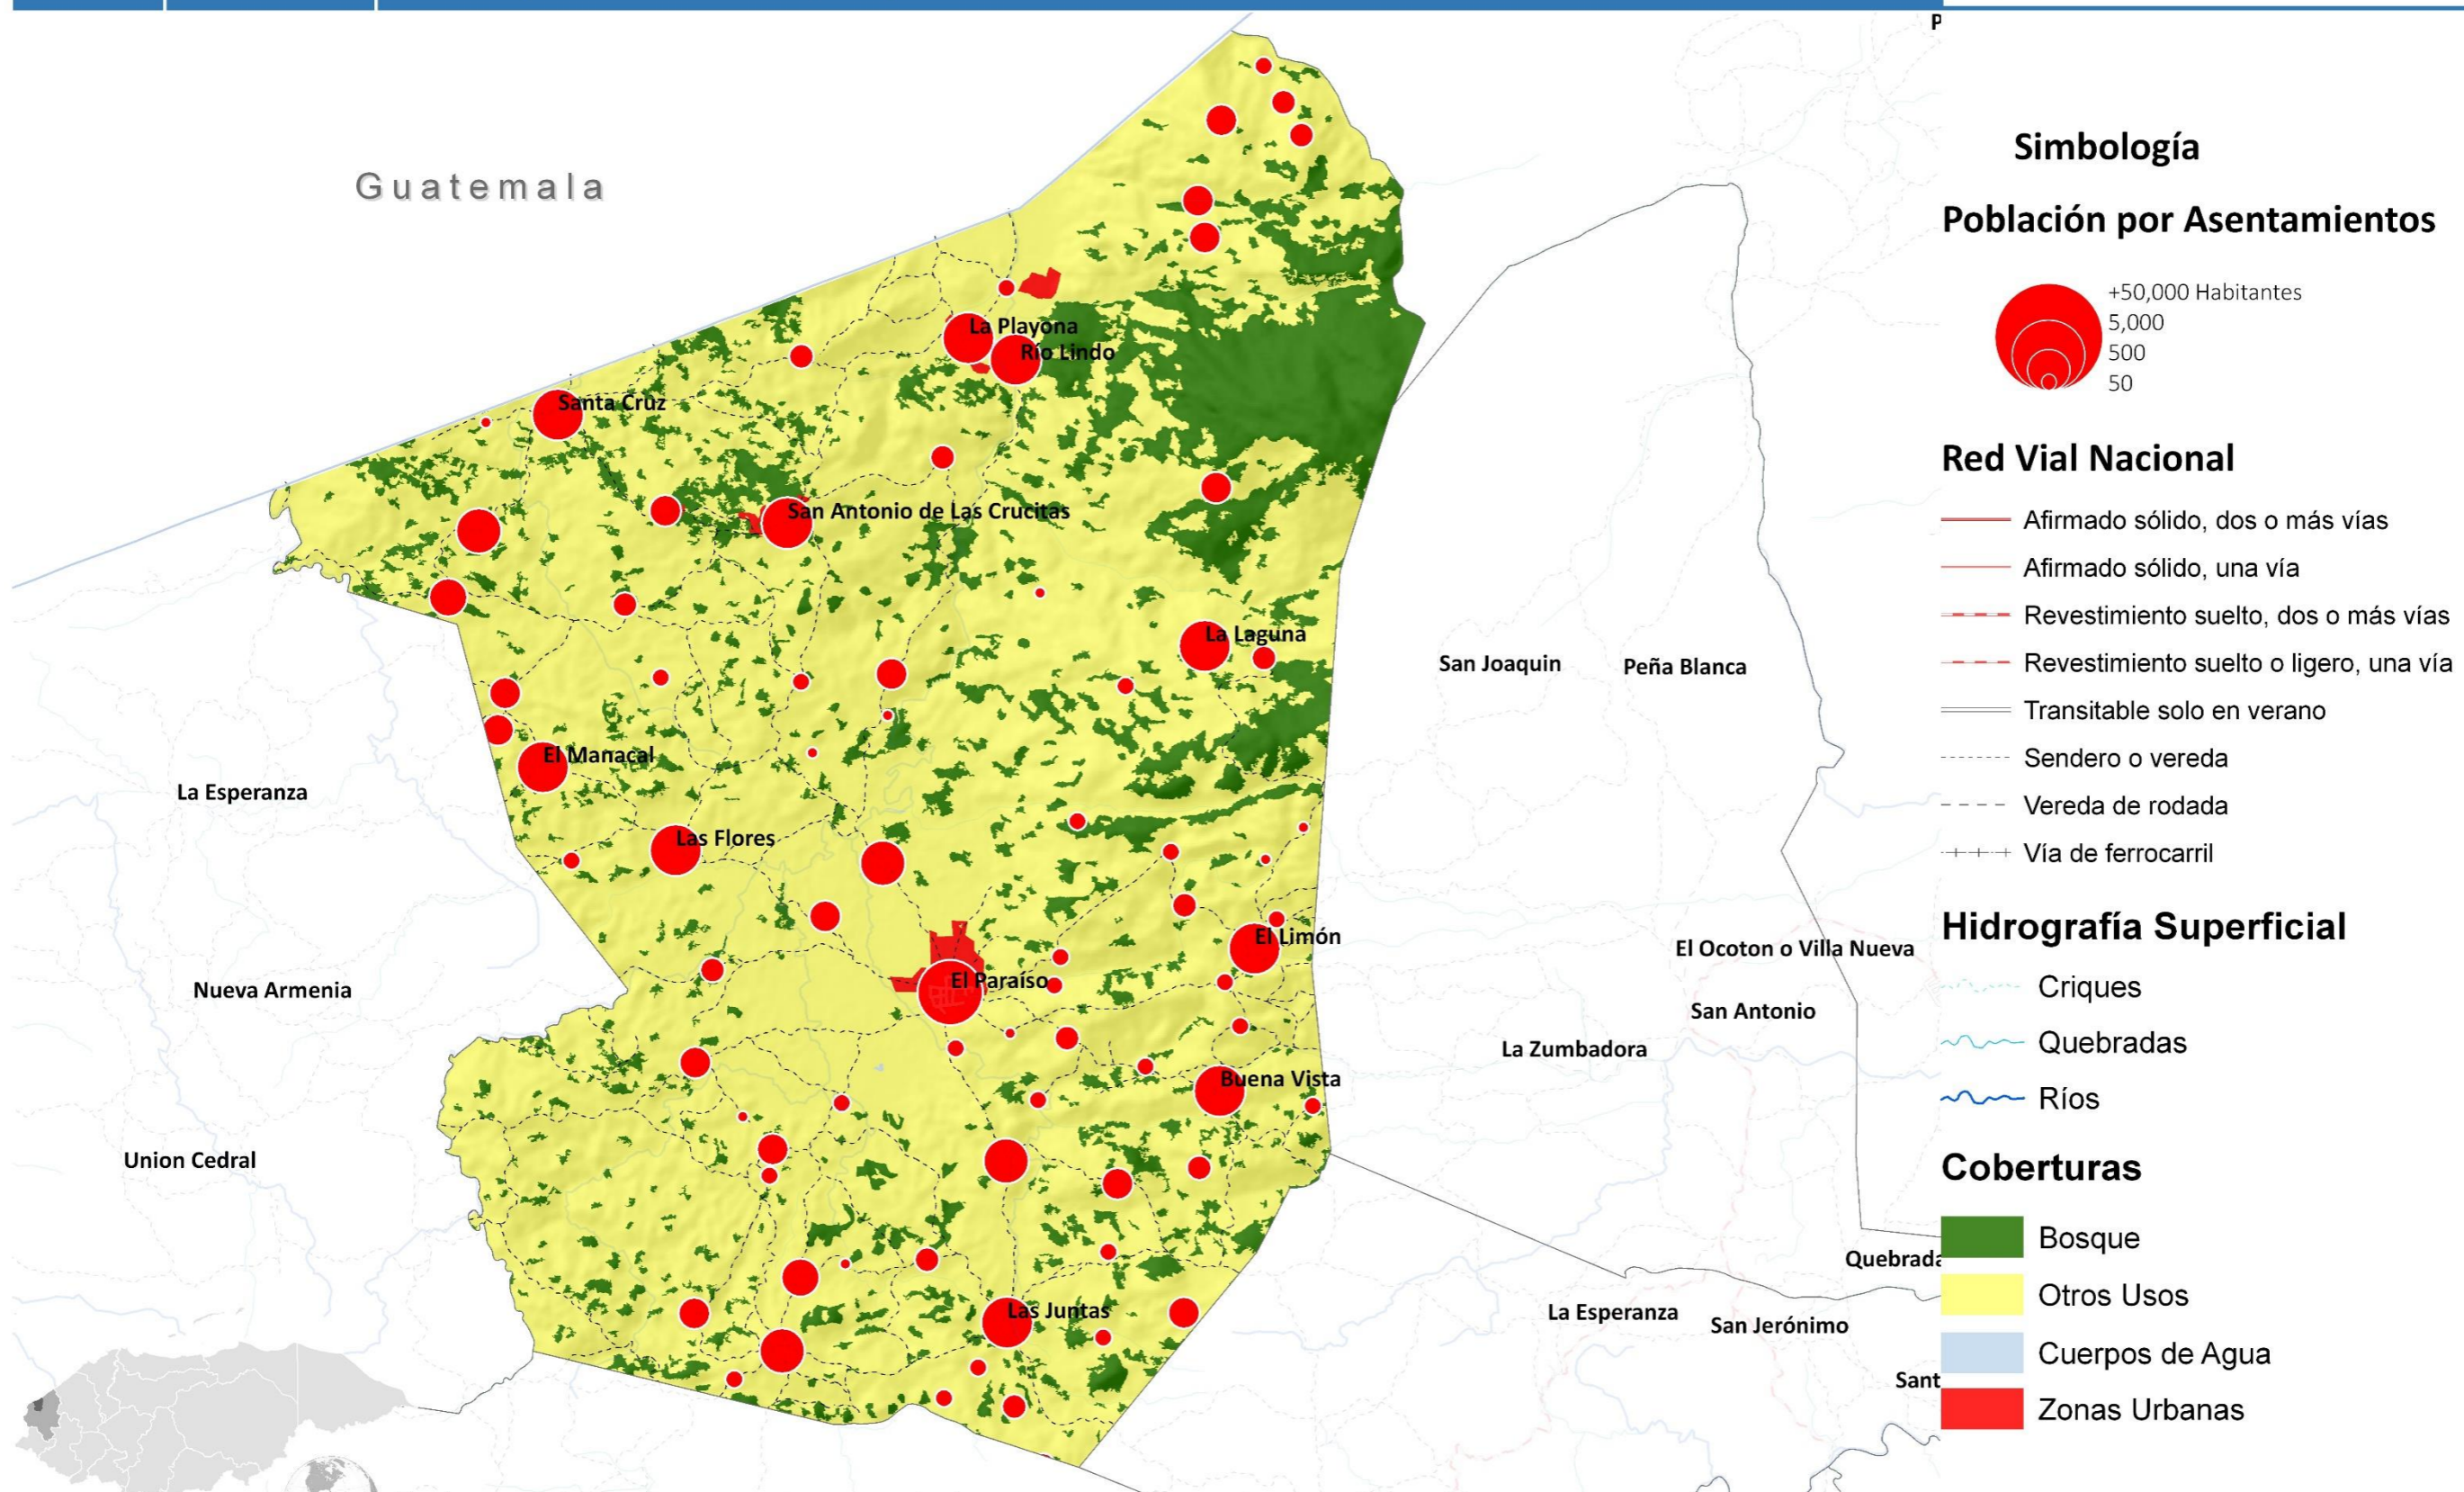 P
Guatemala
La Playona
Río Lindo
Santa Cruz
San Antonio de Las Crucitas
La Laguna
San Joaquin
Peña Blanca
El Manacal
La Esperanza
Las Flores
El Limón
El Ocoton o Villa Nueva
El Paraíso
Nueva Armenia
San Antonio
La Zumbadora
Buena Vista
Union Cedral
Quebrada
Las Juntas
La Esperanza
San Jerónimo
Sant
Simbología
Población por Asentamientos
+50,000 Habitantes
5,000
500
50
Red Vial Nacional
Afirmado sólido, dos o más vías
Afirmado sólido, una vía
Revestimiento suelto, dos o más vías
Revestimiento suelto o ligero, una vía
Transitable solo en verano
Sendero o vereda
Vereda de rodada
Vía de ferrocarril
Hidrografía Superficial
Criques
Quebradas
Ríos
Coberturas
Bosque
Otros Usos
Cuerpos de Agua
Zonas Urbanas